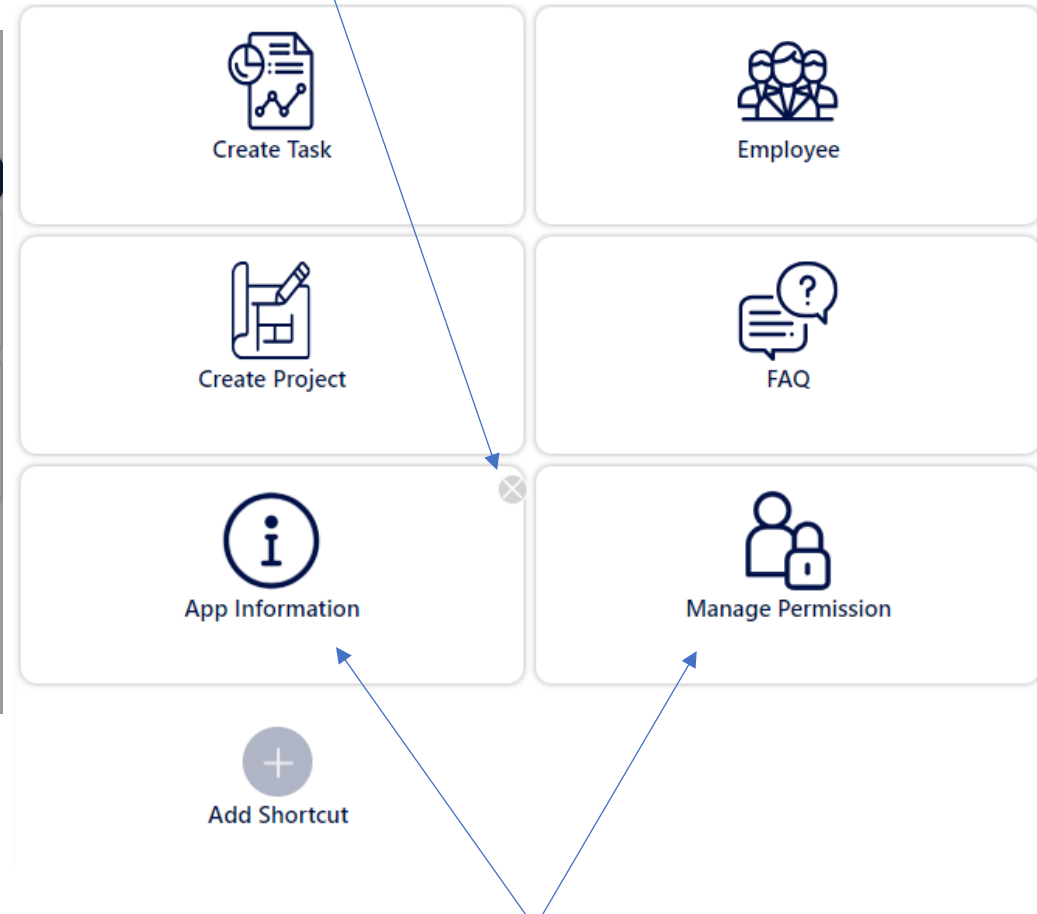 Create Task
Employee
Create Project
FAQ
App Information
Manage Permission
Add Shortcut